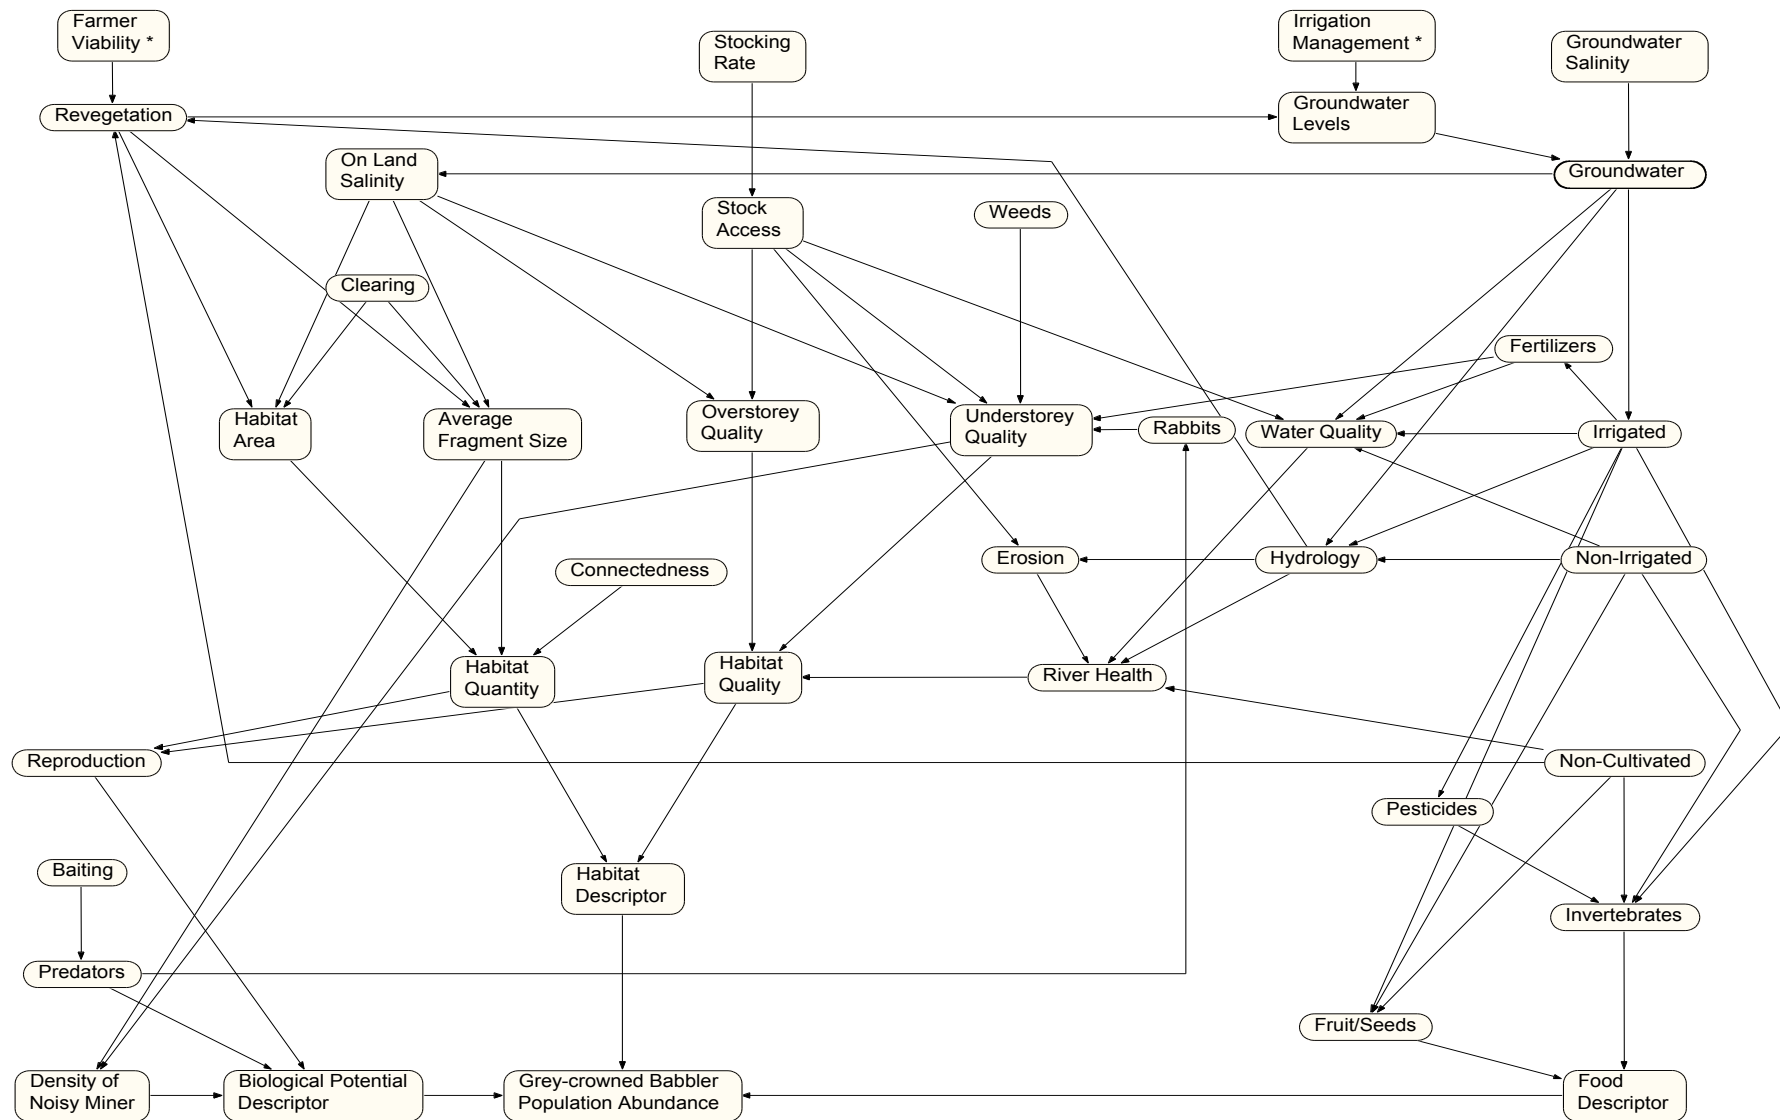 Farmer
Viability *
Irrigation
Management *
Stocking
Rate
Groundwater
Salinity
Revegetation
Groundwater
Levels
On Land
Salinity
Groundwater
Stock
Access
Weeds
Clearing
Fertilizers
Habitat
Area
Average
Fragment Size
Overstorey
Quality
Understorey
Quality
Rabbits
Water Quality
Irrigated
Connectedness
Erosion
Hydrology
Non-Irrigated
Habitat
Quantity
Habitat
Quality
River Health
Reproduction
Non-Cultivated
Pesticides
Baiting
Habitat
Descriptor
Invertebrates
Predators
Fruit/Seeds
Density of
Noisy Miner
Biological Potential
Descriptor
Grey-crowned Babbler
Population Abundance
Food
Descriptor